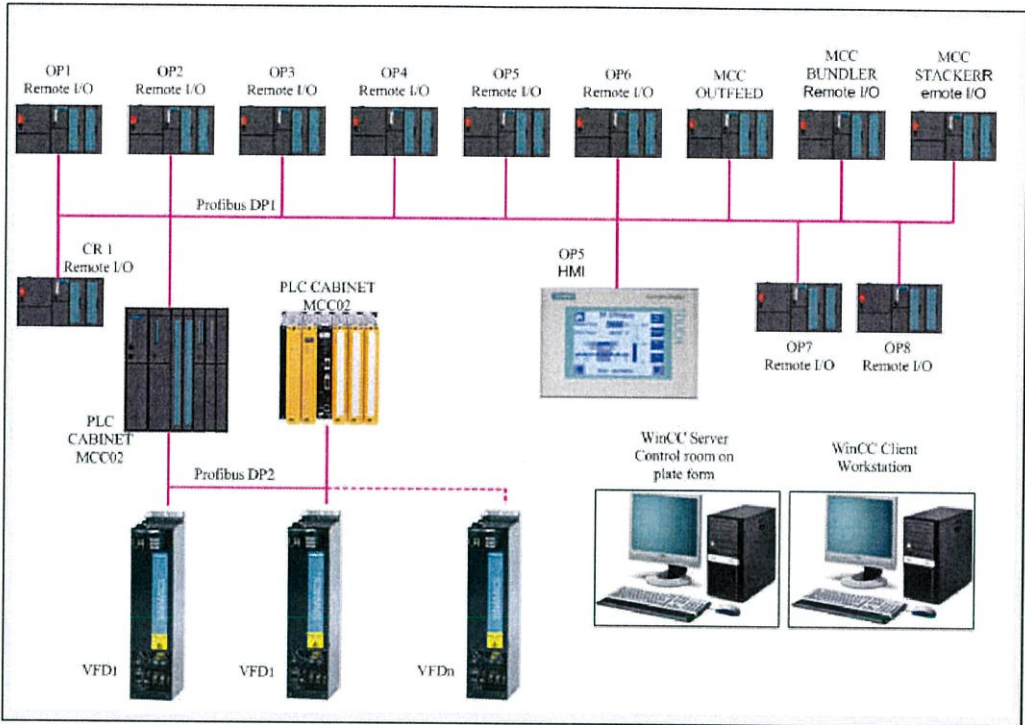 OP1
Remote I/O
OP2
Remote I/O
OP3
Remote I/O
OP4
Remote I/O
OP5
Remote I/O
OP6
Remote I/O
MCC
OUTFEED
MCC
BUNDLER
Remote I/O
MCC
STACKERR
emote I/O
Profibus DP1
CR 1
Remote I/O
PLC CABINET
MCC02
OP5
HMI
OP7
Remote I/O
OP8
Remote I/O
PLC
CABINET
MCC02
Profibus DP2
WinCC Server
Control room on
plate form
WinCC Client
Workstation
VFD1
VFD1
VFDn